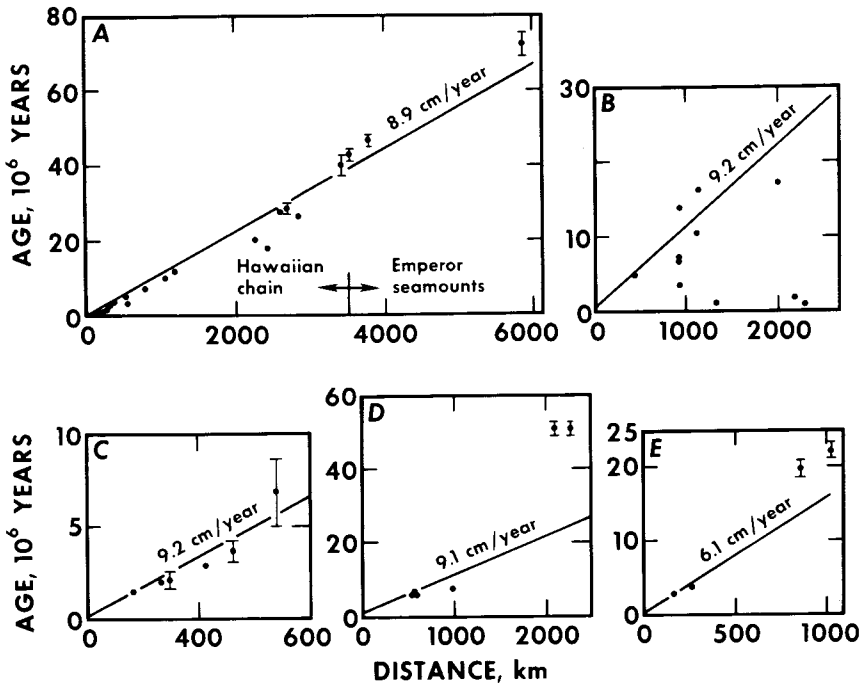 AGE, 10⁶ YEARS
80
60
40
20
0
A
8.9 cm/year
Hawaiian
chain
Emperor
seamounts
0
2000
4000
6000
30
10
0
B
9.2 cm/year
0
1000
2000
AGE, 10⁶ YEARS
10
5
0
C
9.2 cm/year
0
400
600
60
40
20
0
D
9.1 cm/year
0
1000
2000
25
20
10
0
E
6.1 cm/year
0
500
1000
DISTANCE, km